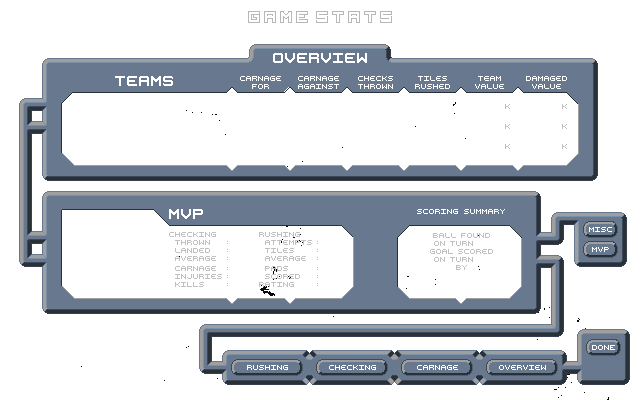 GAME STATS
OVERVIEW
TEAMS CARNAGE FOR CARNAGE AGAINST CHECKS THROWN TILES RUSHED TEAM VALUE DAMAGED VALUE
K K
K K
K K
MVP SCORING SUMMARY
CHECKING RUSHING
THROWN : ATTEMPTS :
LANDED : TILES :
AVERAGE : AVERAGE :
CARNAGE : PADS
INJURIES : SCORED :
KILLS : RATING :
BALL FOUND
ON TURN
GOAL SCORED
ON TURN
BY
MISC
MVP
DONE
RUSHING CHECKING CARNAGE OVERVIEW